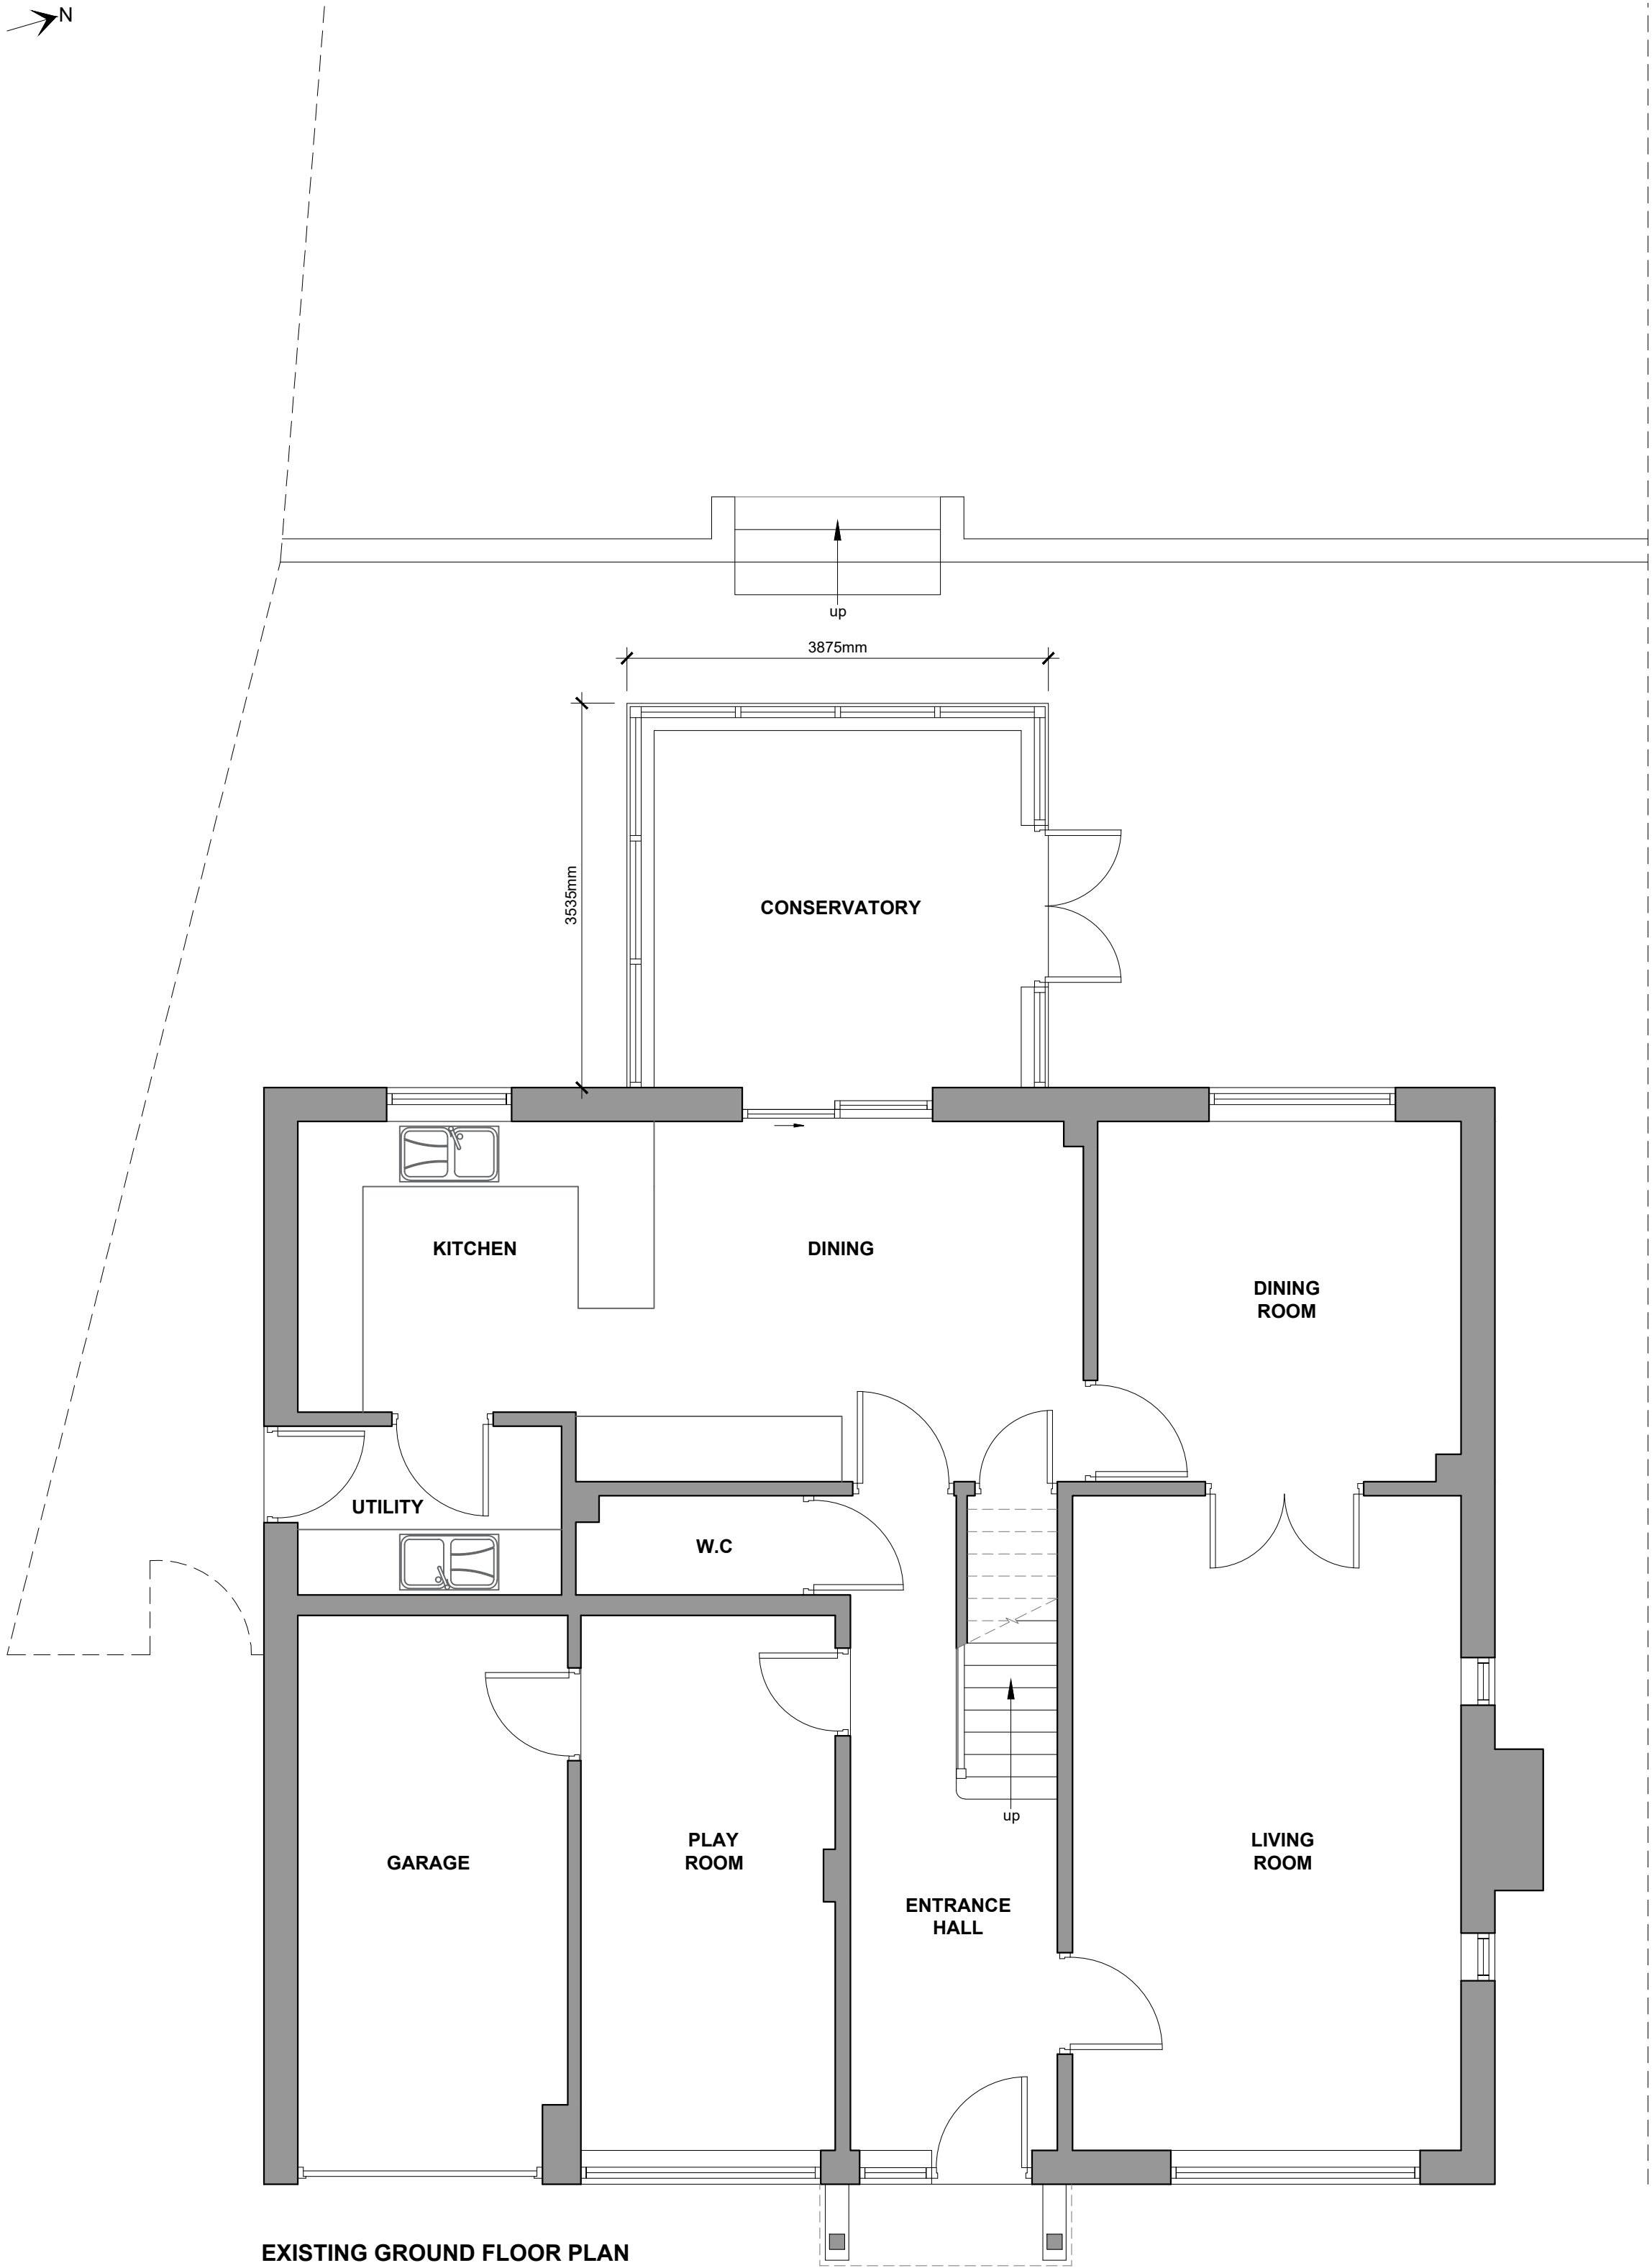 N
up
3875mm
3535mm
CONSERVATORY
KITCHEN
DINING
DINING
ROOM
UTILITY
W.C
up
GARAGE
PLAY
ROOM
LIVING
ROOM
ENTRANCE
HALL
EXISTING GROUND FLOOR PLAN